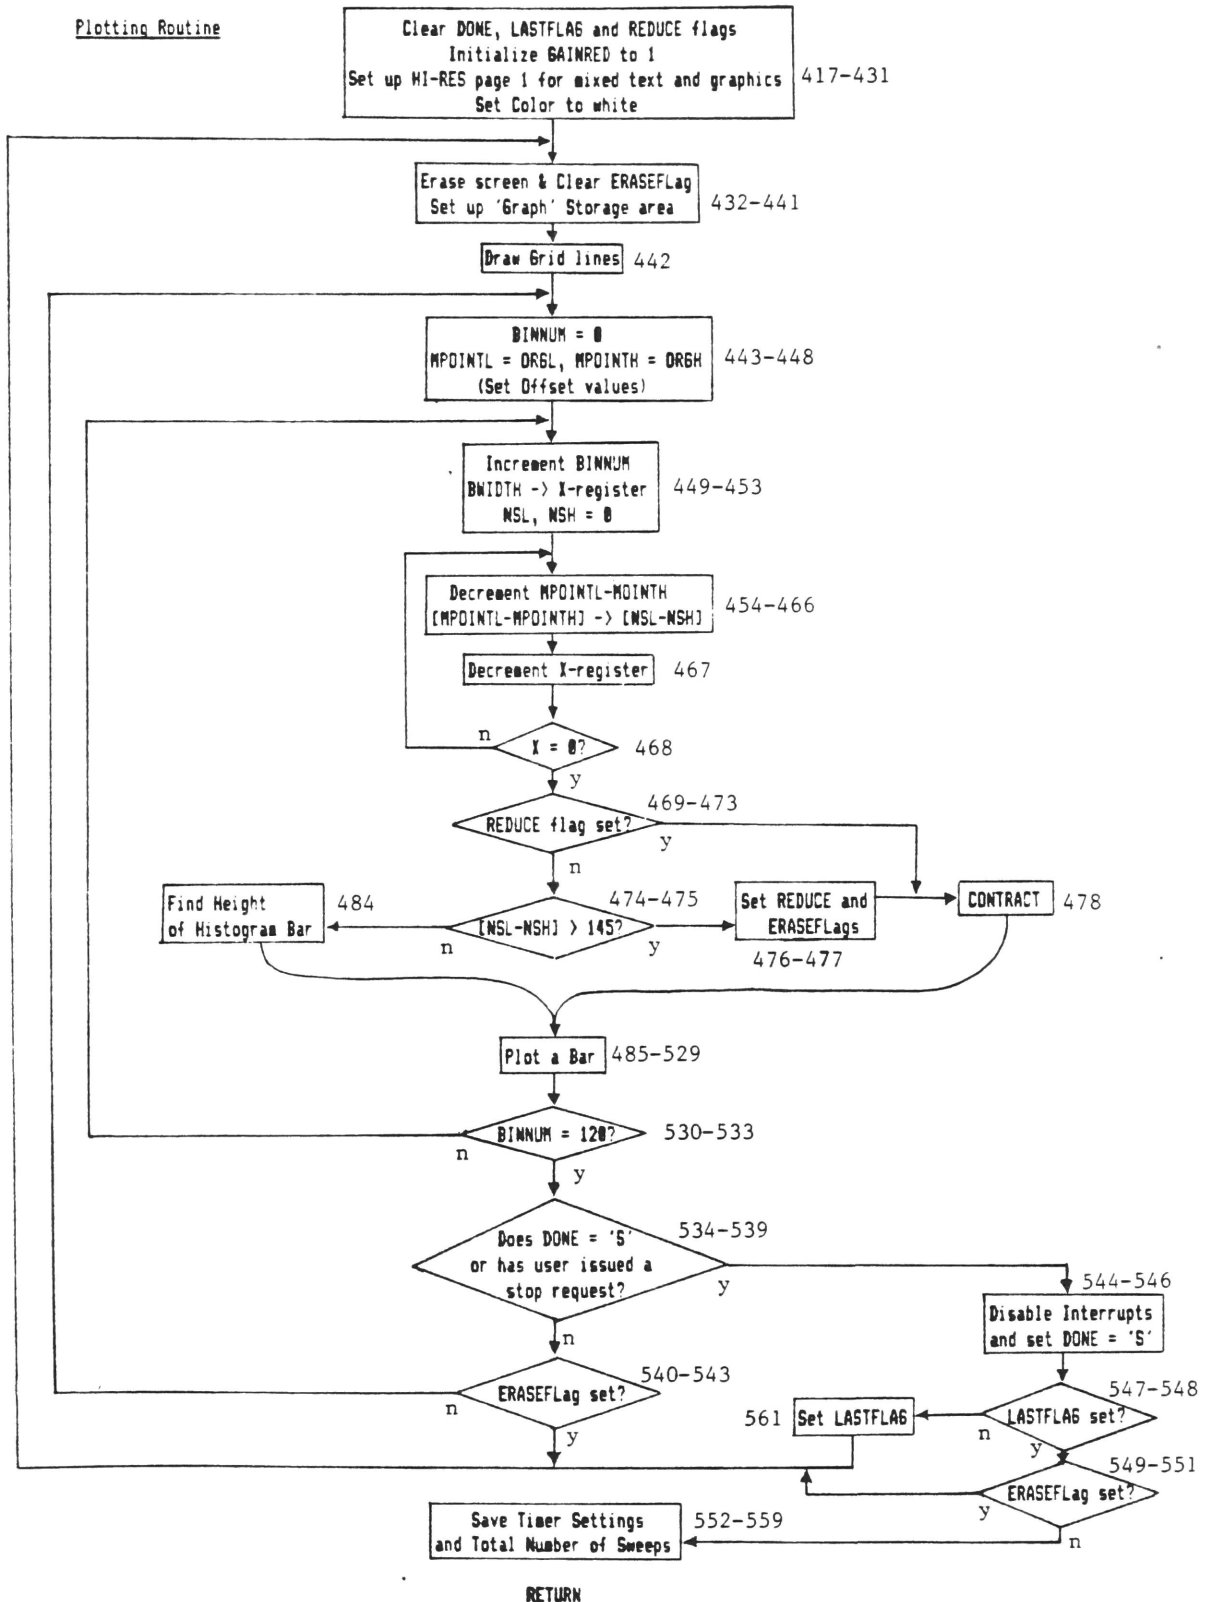 Plotting Routine
Clear DONE, LASTFLAG and REDUCE flags
Initialize GAINRED to 1
Set up HI-RES page 1 for mixed text and graphics
Set Color to white
417-431
Erase screen & Clear ERASEFLag
Set up 'Graph' Storage area
432-441
Draw Grid lines
442
BINNUM = 0
MPOINTL = ORGL, MPOINTH = ORGH
(Set Offset values)
443-448
Increment BINNUM
BWIDTH -> X-register
NSL, NSH = 0
449-453
Decrement MPOINTL-MOINTH
[MPOINTL-MPOINTH] -> [NSL-NSH]
454-466
Decrement X-register
467
n
X = 0?
468
y
469-473
REDUCE flag set?
y
n
Find Height
of Histogram Bar
484
474-475
[NSL-NSH] > 145?
n
y
Set REDUCE and
ERASEFLags
476-477
CONTRACT
478
Plot a Bar
485-529
BINNUM = 120?
530-533
n
y
534-539
Does DONE = 'S'
or has user issued a
stop request?
y
n
544-546
Disable Interrupts
and set DONE = 'S'
540-543
ERASEFLag set?
n
y
547-548
LASTFLAG set?
n
y
561
Set LASTFLAG
549-551
ERASEFLag set?
y
n
552-559
Save Timer Settings
and Total Number of Sweeps
RETURN